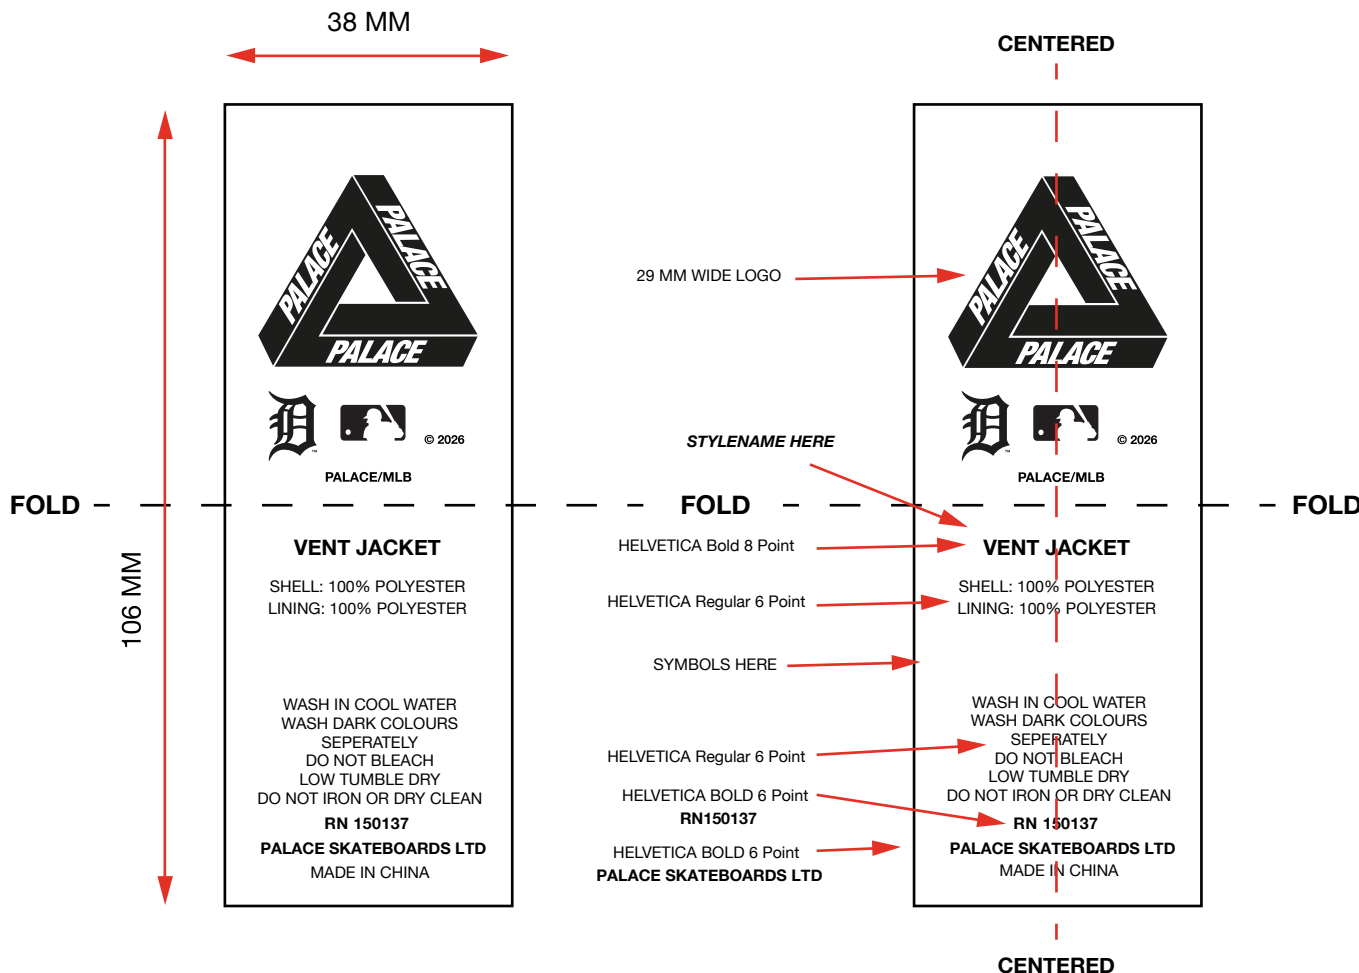 38 MM
CENTERED
PALACE
PALACE
PALACE
29 MM WIDE LOGO
PALACE
PALACE
PALACE
D
™
© 2026
PALACE/MLB
STYLENAME HERE
D
™
© 2026
PALACE/MLB
FOLD
FOLD
FOLD
106 MM
VENT JACKET
SHELL: 100% POLYESTER
LINING: 100% POLYESTER
WASH IN COOL WATER
WASH DARK COLOURS
SEPERATELY
DO NOT BLEACH
LOW TUMBLE DRY
DO NOT IRON OR DRY CLEAN
RN 150137
PALACE SKATEBOARDS LTD
MADE IN CHINA
HELVETICA Bold 8 Point
HELVETICA Regular 6 Point
SYMBOLS HERE
HELVETICA Regular 6 Point
HELVETICA BOLD 6 Point
RN150137
HELVETICA BOLD 6 Point
PALACE SKATEBOARDS LTD
VENT JACKET
SHELL: 100% POLYESTER
LINING: 100% POLYESTER
WASH IN COOL WATER
WASH DARK COLOURS
SEPERATELY
DO NOT BLEACH
LOW TUMBLE DRY
DO NOT IRON OR DRY CLEAN
RN 150137
PALACE SKATEBOARDS LTD
MADE IN CHINA
CENTERED